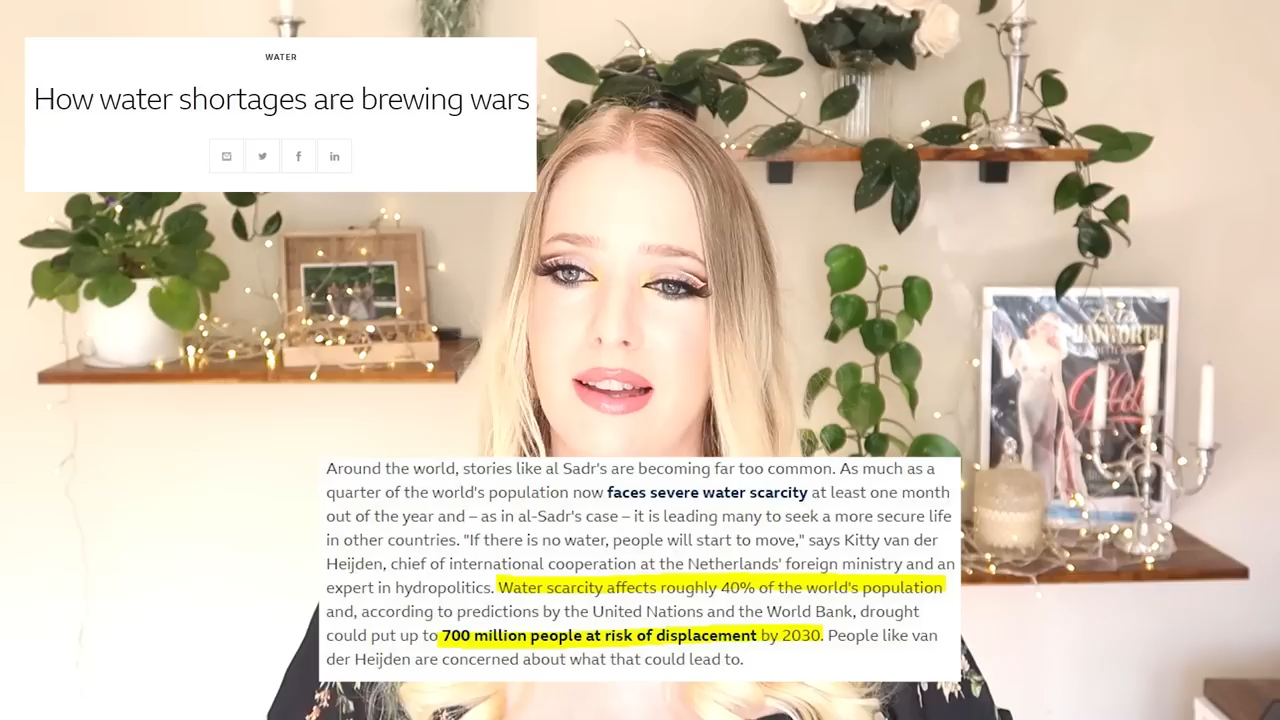 WATER
How water shortages are brewing wars
Around the world, stories like al Sadr's are becoming far too common. As much as a
quarter of the world's population now faces severe water scarcity at least one month
out of the year and – as in al-Sadr's case – it is leading many to seek a more secure life
in other countries. "If there is no water, people will start to move," says Kitty van der
Heijden, chief of international cooperation at the Netherlands' foreign ministry and an
expert in hydropolitics. Water scarcity affects roughly 40% of the world's population
and, according to predictions by the United Nations and the World Bank, drought
could put up to 700 million people at risk of displacement by 2030. People like van
der Heijden are concerned about what that could lead to.
Rita
HAYWORTH
Gilda